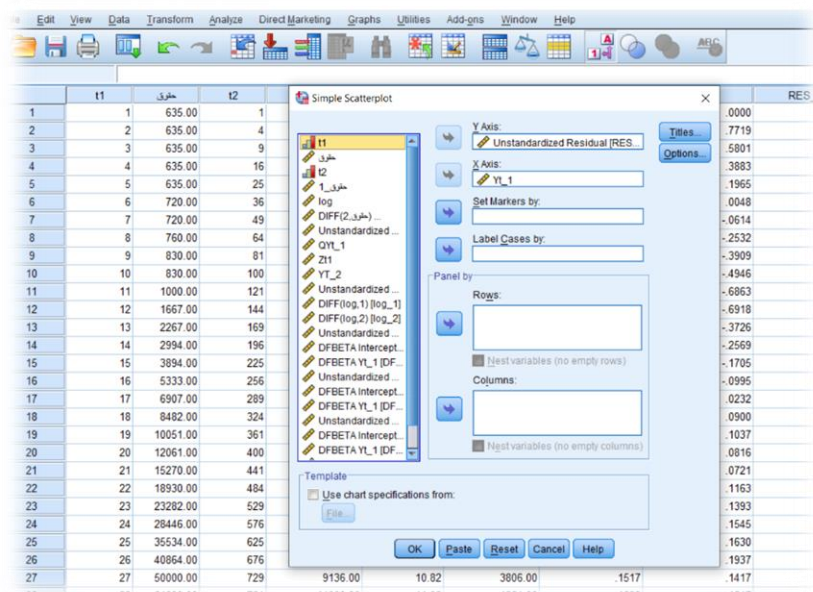 Edit View Data Transform Analyze Direct Marketing Graphs Utilities Add-ons Window Help
A
14
ABC
t1 حقوق t2 RES
1 1 635.00 1 .0000
2 2 635.00 4 .7719
3 3 635.00 9 .5801
4 4 635.00 16 .3883
5 5 635.00 25 .1965
6 6 720.00 36 .0048
7 7 720.00 49 -.0614
8 8 760.00 64 -.2532
9 9 830.00 81 -.3909
10 10 830.00 100 -.4946
11 11 1000.00 121 -.6863
12 12 1667.00 144 -.6918
13 13 2267.00 169 -.3726
14 14 2994.00 196 -.2569
15 15 3894.00 225 -.1705
16 16 5333.00 256 -.0995
17 17 6907.00 289 .0232
18 18 8482.00 324 .0900
19 19 10051.00 361 .1037
20 20 12061.00 400 .0816
21 21 15270.00 441 .0721
22 22 18930.00 484 .1163
23 23 23282.00 529 .1393
24 24 28446.00 576 .1545
25 25 35534.00 625 .1630
26 26 40864.00 676 .1937
27 27 50000.00 729 9136.00 10.82 3806.00 .1517 .1417
Simple Scatterplot
t1
حقوق
t2
حقوق_1
log
DIFF(حقوق,2) ...
Unstandardized ...
QYt_1
Zt1
YT_2
Unstandardized ...
DIFF(log,1) [log_1]
DIFF(log,2) [log_2]
Unstandardized ...
DFBETA Intercept...
DFBETA Yt_1 [DF...
Unstandardized ...
DFBETA Intercept...
DFBETA Yt_1 [DF...
Unstandardized ...
DFBETA Intercept...
DFBETA Yt_1 [DF...
Y Axis:
Unstandardized Residual [RES...
X Axis:
Yt_1
Set Markers by:
Label Cases by:
Titles...
Options...
Panel by
Rows:
Nest variables (no empty rows)
Columns:
Nest variables (no empty columns)
Template
Use chart specifications from:
File...
OK Paste Reset Cancel Help